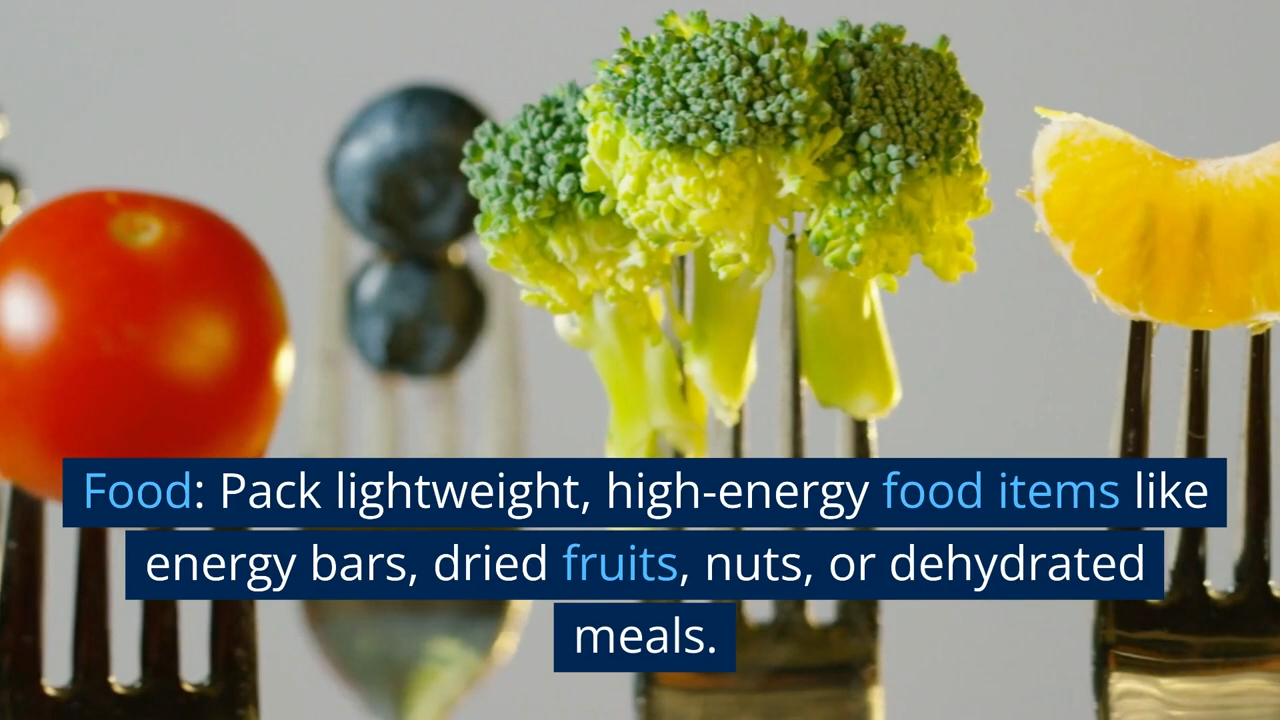 Food: Pack lightweight, high-energy food items like
energy bars, dried fruits, nuts, or dehydrated
meals.